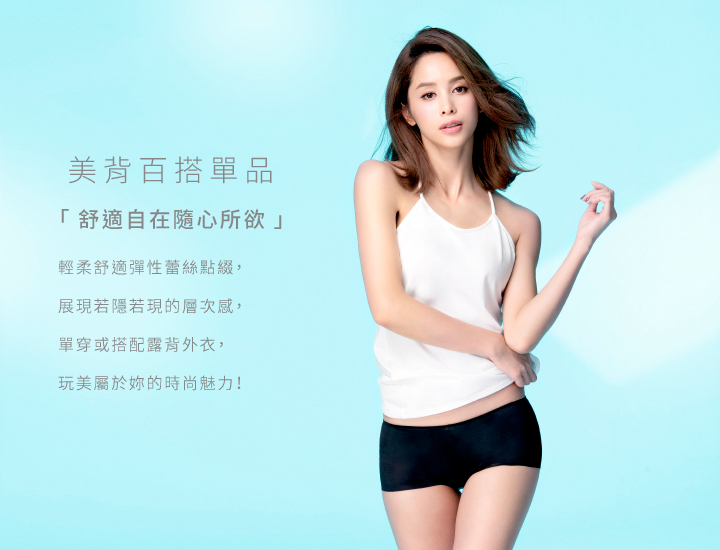 美背百搭單品
「 舒適自在隨心所欲 」
輕柔舒適彈性蕾絲點綴，
展現若隱若現的層次感，
單穿或搭配露背外衣，
玩美屬於妳的時尚魅力!